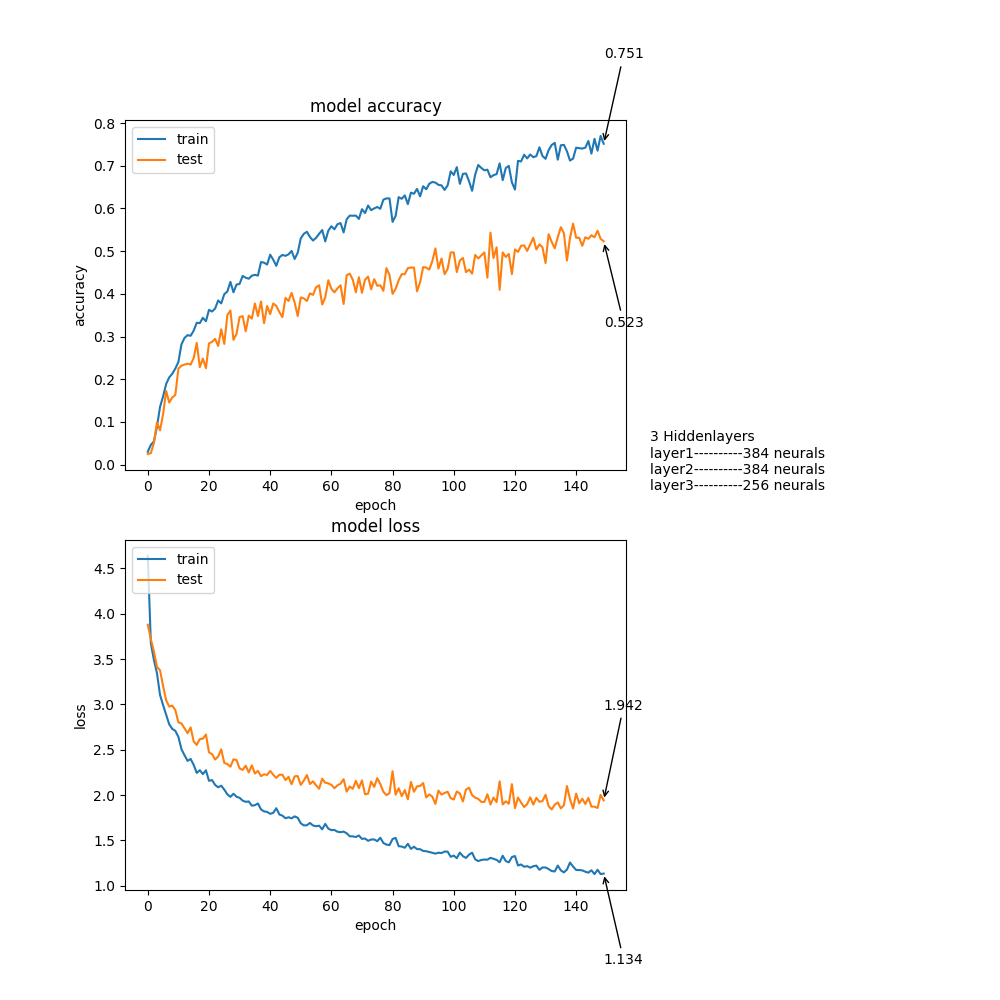 0.751
model accuracy
train
test
0.8
0.7
0.6
0.5
0.4
0.3
0.2
0.1
0.0
accuracy
0.523
0 20 40 60 80 100 120 140
epoch
3 Hiddenlayers
layer1----------384 neurals
layer2----------384 neurals
layer3----------256 neurals
model loss
train
test
4.5
4.0
3.5
3.0
2.5
2.0
1.5
1.0
loss
1.942
0 20 40 60 80 100 120 140
epoch
1.134